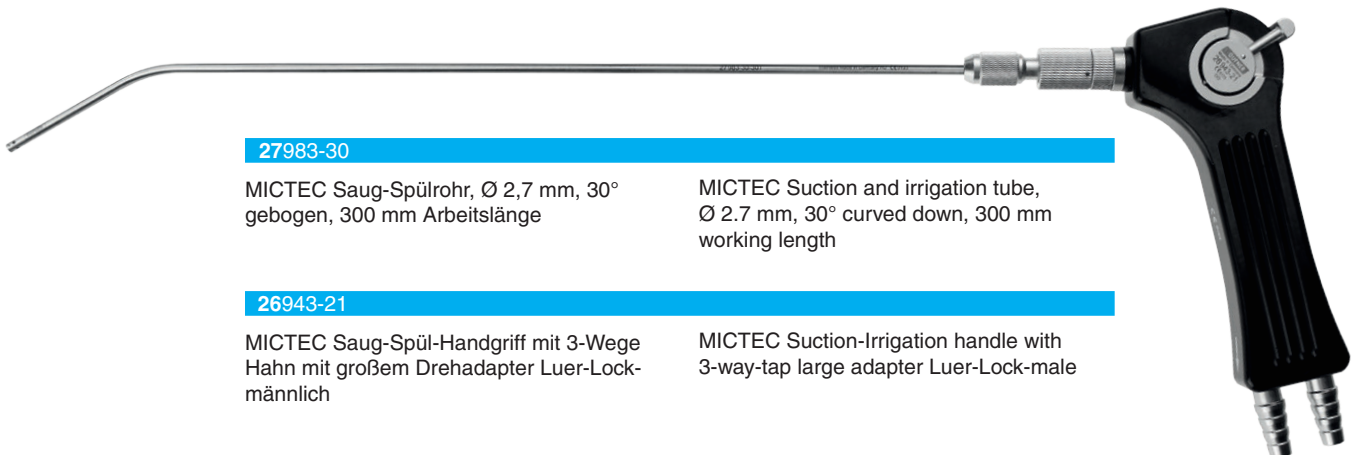 27983-30
MICTEC Saug-Spülrohr, Ø 2,7 mm, 30°
gebogen, 300 mm Arbeitslänge
MICTEC Suction and irrigation tube,
Ø 2.7 mm, 30° curved down, 300 mm
working length
26943-21
MICTEC Saug-Spül-Handgriff mit 3-Wege
Hahn mit großem Drehadapter Luer-Lock-
männlich
MICTEC Suction-Irrigation handle with
3-way-tap large adapter Luer-Lock-male